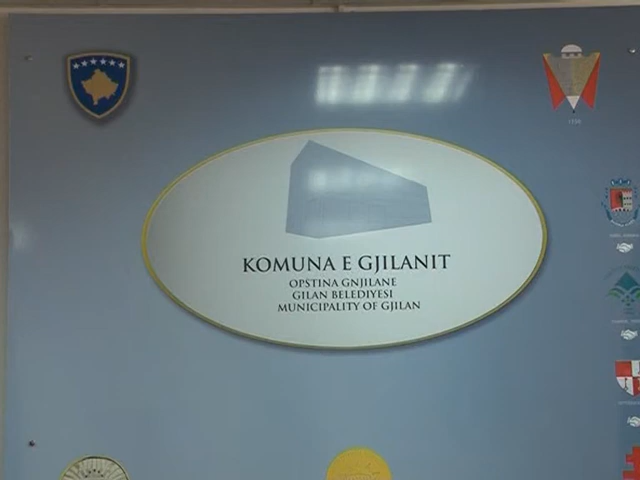 KOMUNA E GJILANIT
OPSTINA GNJILANE
GILAN BELEDIYESI
MUNICIPALITY OF GJILAN